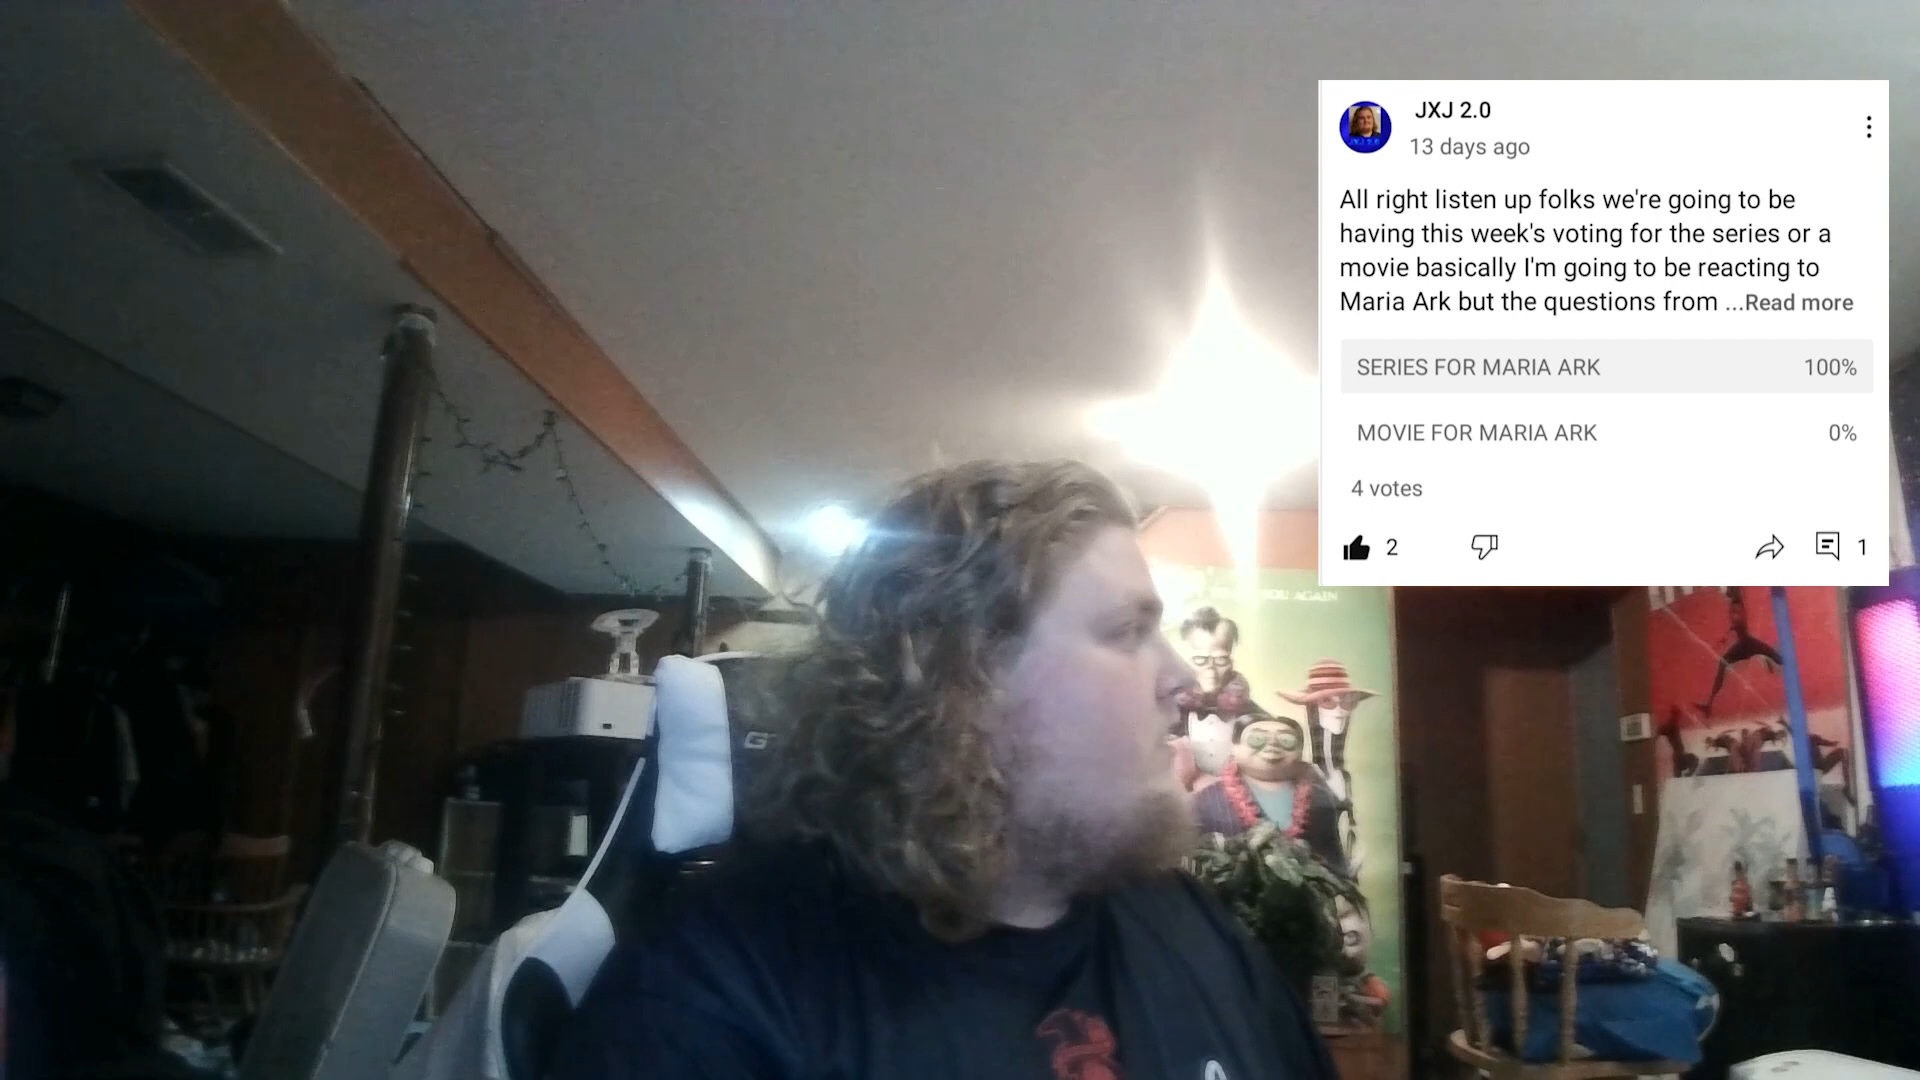 JXJ 2.0
13 days ago
All right listen up folks we're going to be
having this week's voting for the series or a
movie basically I'm going to be reacting to
Maria Ark but the questions from ...Read more
SERIES FOR MARIA ARK 100%
MOVIE FOR MARIA ARK 0%
4 votes
2
1
YOU AGAIN